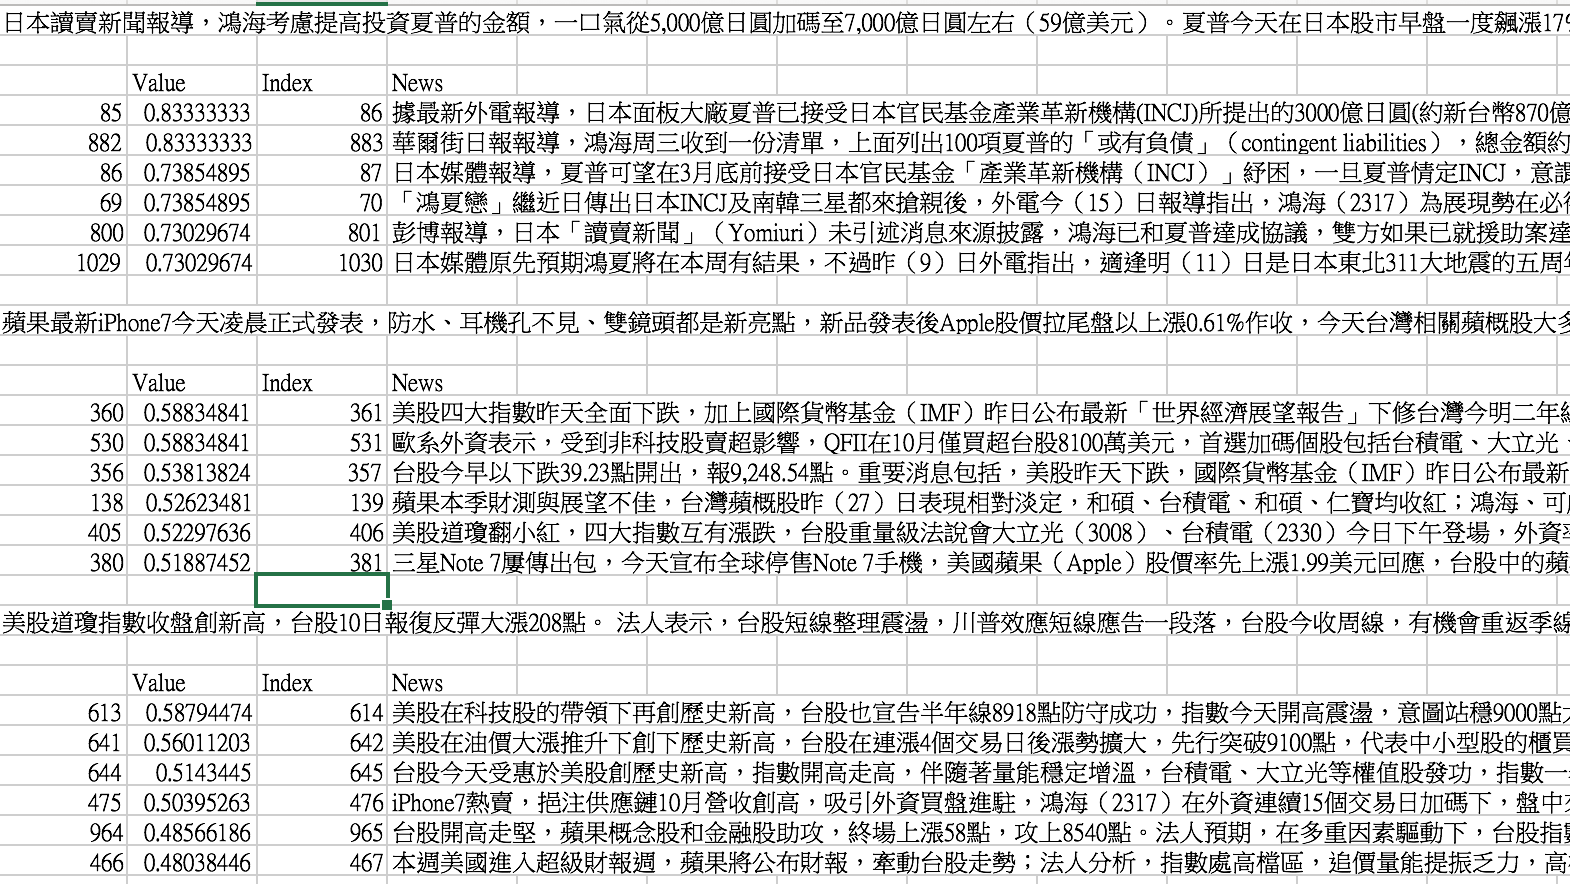 日本讀賣新聞報導，鴻海考慮提高投資夏普的金額，一口氣從5,000億日圓加碼至7,000億日圓左右（59億美元）。夏普今天在日本股市早盤一度飆漲17%
Value Index News
85 0.83333333 86 據最新外電報導，日本面板大廠夏普已接受日本官民基金產業革新機構(INCJ)所提出的3000億日圓(約新台幣870億
882 0.83333333 883 華爾街日報報導，鴻海周三收到一份清單，上面列出100項夏普的「或有負債」（contingent liabilities），總金額約
86 0.73854895 87 日本媒體報導，夏普可望在3月底前接受日本官民基金「產業革新機構（INCJ）」紓困，一旦夏普情定INCJ，意謂
69 0.73854895 70 「鴻夏戀」繼近日傳出日本INCJ及南韓三星都來搶親後，外電今（15）日報導指出，鴻海（2317）為展現勢在必得
800 0.73029674 801 彭博報導，日本「讀賣新聞」（Yomiuri）未引述消息來源披露，鴻海已和夏普達成協議，雙方如果已就援助案達
1029 0.73029674 1030 日本媒體原先預期鴻夏將在本周有結果，不過昨（9）日外電指出，適逢明（11）日是日本東北311大地震的五周年
蘋果最新iPhone7今天凌晨正式發表，防水、耳機孔不見、雙鏡頭都是新亮點，新品發表後Apple股價拉尾盤以上漲0.61%作收，今天台灣相關蘋概股大多
Value Index News
360 0.58834841 361 美股四大指數昨天全面下跌，加上國際貨幣基金（IMF）昨日公布最新「世界經濟展望報告」下修台灣今明二年經
530 0.58834841 531 歐系外資表示，受到非科技股賣超影響，QFII在10月僅買超台股8100萬美元，首選加碼個股包括台積電、大立光、
356 0.53813824 357 台股今早以下跌39.23點開出，報9,248.54點。重要消息包括，美股昨天下跌，國際貨幣基金（IMF）昨日公布最新
138 0.52623481 139 蘋果本季財測與展望不佳，台灣蘋概股昨（27）日表現相對淡定，和碩、台積電、和碩、仁寶均收紅；鴻海、可成
405 0.52297636 406 美股道瓊翻小紅，四大指數互有漲跌，台股重量級法說會大立光（3008）、台積電（2330）今日下午登場，外資率
380 0.51887452 381 三星Note 7屢傳出包，今天宣布全球停售Note 7手機，美國蘋果（Apple）股價率先上漲1.99美元回應，台股中的蘋
美股道瓊指數收盤創新高，台股10日報復反彈大漲208點。 法人表示，台股短線整理震盪，川普效應短線應告一段落，台股今收周線，有機會重返季線
Value Index News
613 0.58794474 614 美股在科技股的帶領下再創歷史新高，台股也宣告半年線8918點防守成功，指數今天開高震盪，意圖站穩9000點大
641 0.56011203 642 美股在油價大漲推升下創下歷史新高，台股在連漲4個交易日後漲勢擴大，先行突破9100點，代表中小型股的櫃買
644 0.5143445 645 台股今天受惠於美股創歷史新高，指數開高走高，伴隨著量能穩定增溫，台積電、大立光等權值股發功，指數一
475 0.50395263 476 iPhone7熱賣，挹注供應鏈10月營收創高，吸引外資買盤進駐，鴻海（2317）在外資連續15個交易日加碼下，盤中
964 0.48566186 965 台股開高走堅，蘋果概念股和金融股助攻，終場上漲58點，攻上8540點。法人預期，在多重因素驅動下，台股指數
466 0.48038446 467 本週美國進入超級財報週，蘋果將公布財報，牽動台股走勢；法人分析，指數處高檔區，追價量能提振乏力，高